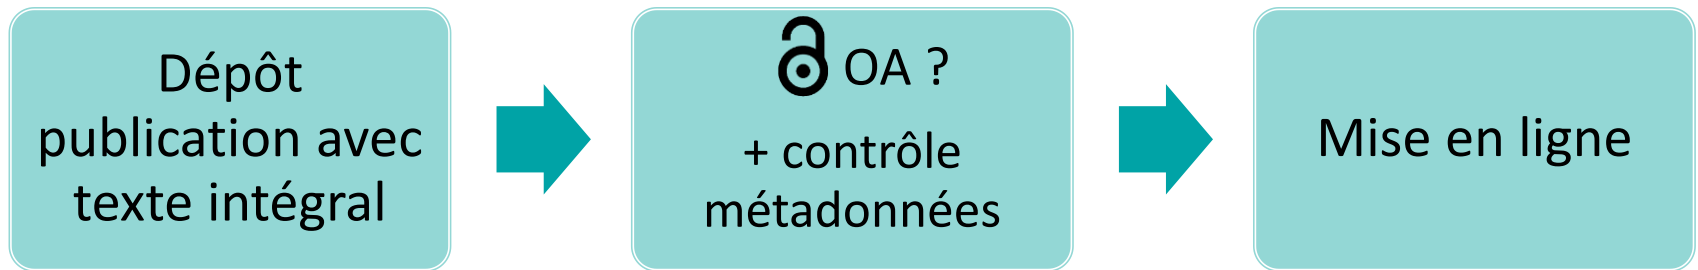 Dépôt
publication avec
texte intégral
OA ?
+ contrôle
métadonnées
Mise en ligne